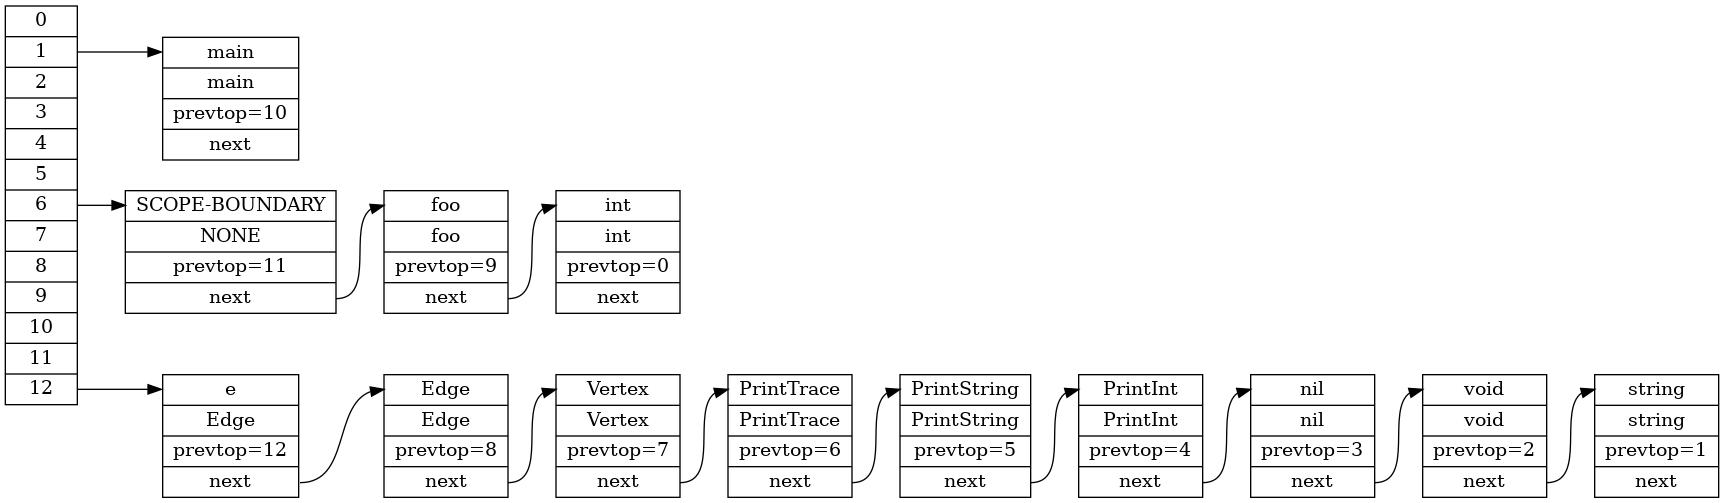 0
1
2
3
4
5
6
7
8
9
10
11
12
main
main
prevtop=10
next
SCOPE-BOUNDARY
NONE
prevtop=11
next
foo
foo
prevtop=9
next
int
int
prevtop=0
next
e
Edge
prevtop=12
next
Edge
Edge
prevtop=8
next
Vertex
Vertex
prevtop=7
next
PrintTrace
PrintTrace
prevtop=6
next
PrintString
PrintString
prevtop=5
next
PrintInt
PrintInt
prevtop=4
next
nil
nil
prevtop=3
next
void
void
prevtop=2
next
string
string
prevtop=1
next